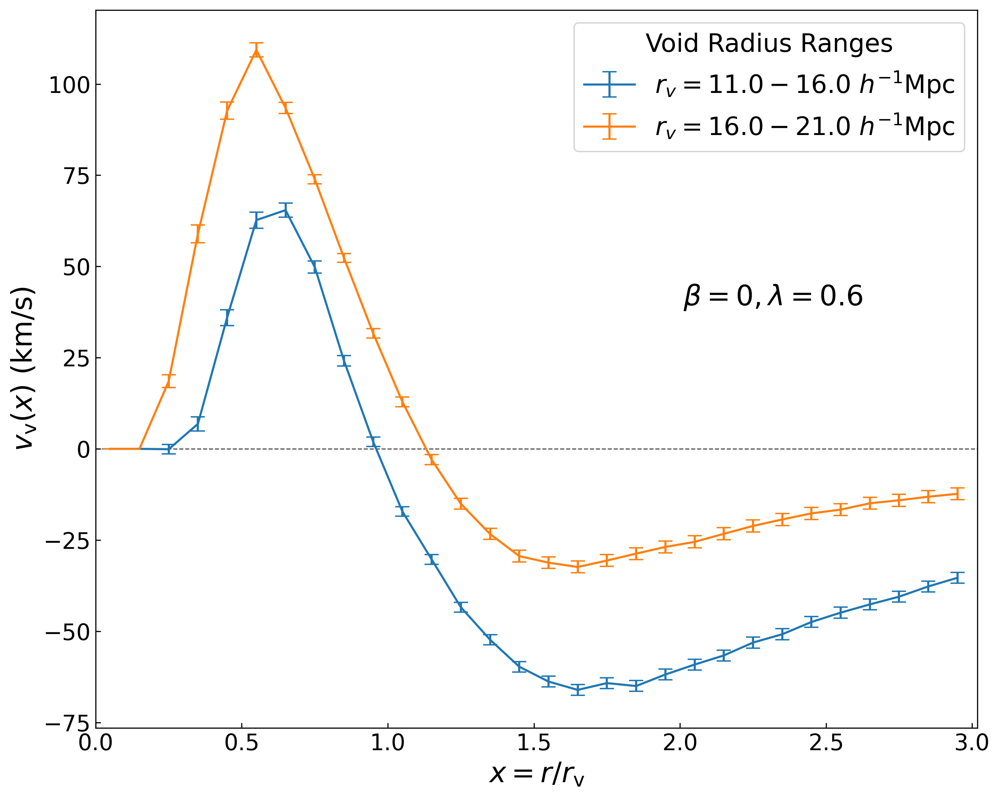 Void Radius Ranges
r_v = 11.0 − 16.0 h⁻¹Mpc
r_v = 16.0 − 21.0 h⁻¹Mpc
β = 0, λ = 0.6
v_v(x) (km/s)
100
75
50
25
0
−25
−50
−75
0.0 0.5 1.0 1.5 2.0 2.5 3.0
x = r/r_v